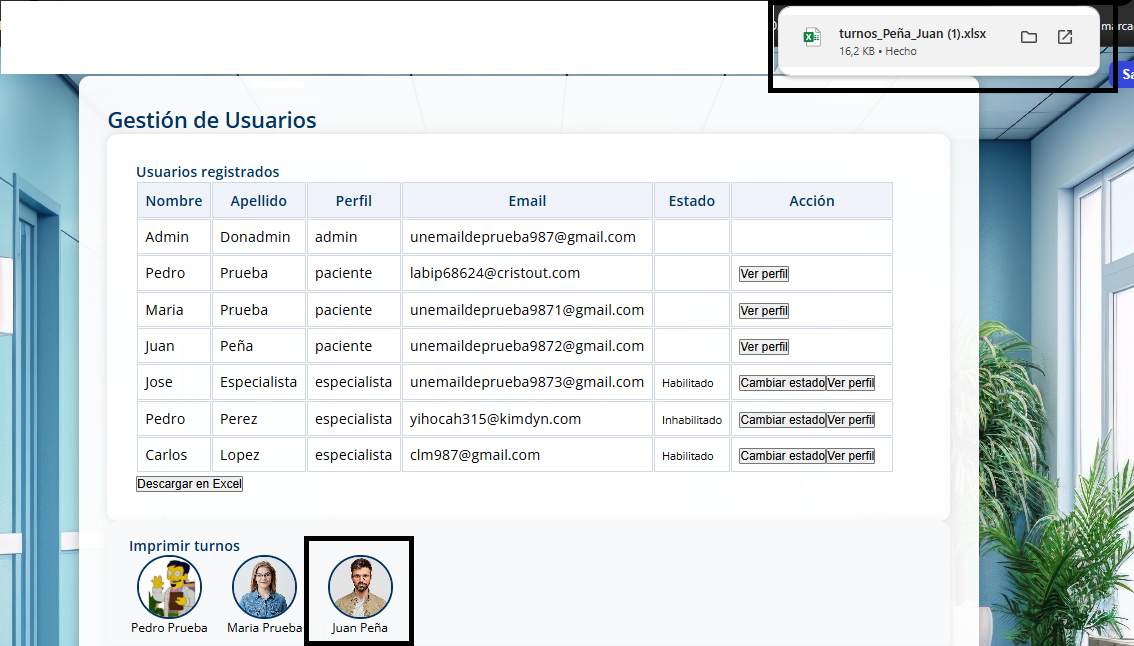 turnos_Peña_Juan (1).xlsx
16,2 KB • Hecho
marca
Sa
Gestión de Usuarios
Usuarios registrados
Nombre Apellido Perfil Email Estado Acción
Admin Donadmin admin unemaildeprueba987@gmail.com
Pedro Prueba paciente labip68624@cristout.com Ver perfil
Maria Prueba paciente unemaildeprueba9871@gmail.com Ver perfil
Juan Peña paciente unemaildeprueba9872@gmail.com Ver perfil
Jose Especialista especialista unemaildeprueba9873@gmail.com Habilitado Cambiar estado Ver perfil
Pedro Perez especialista yihocah315@kimdyn.com Inhabilitado Cambiar estado Ver perfil
Carlos Lopez especialista clm987@gmail.com Habilitado Cambiar estado Ver perfil
Descargar en Excel
Imprimir turnos
Pedro Prueba Maria Prueba Juan Peña